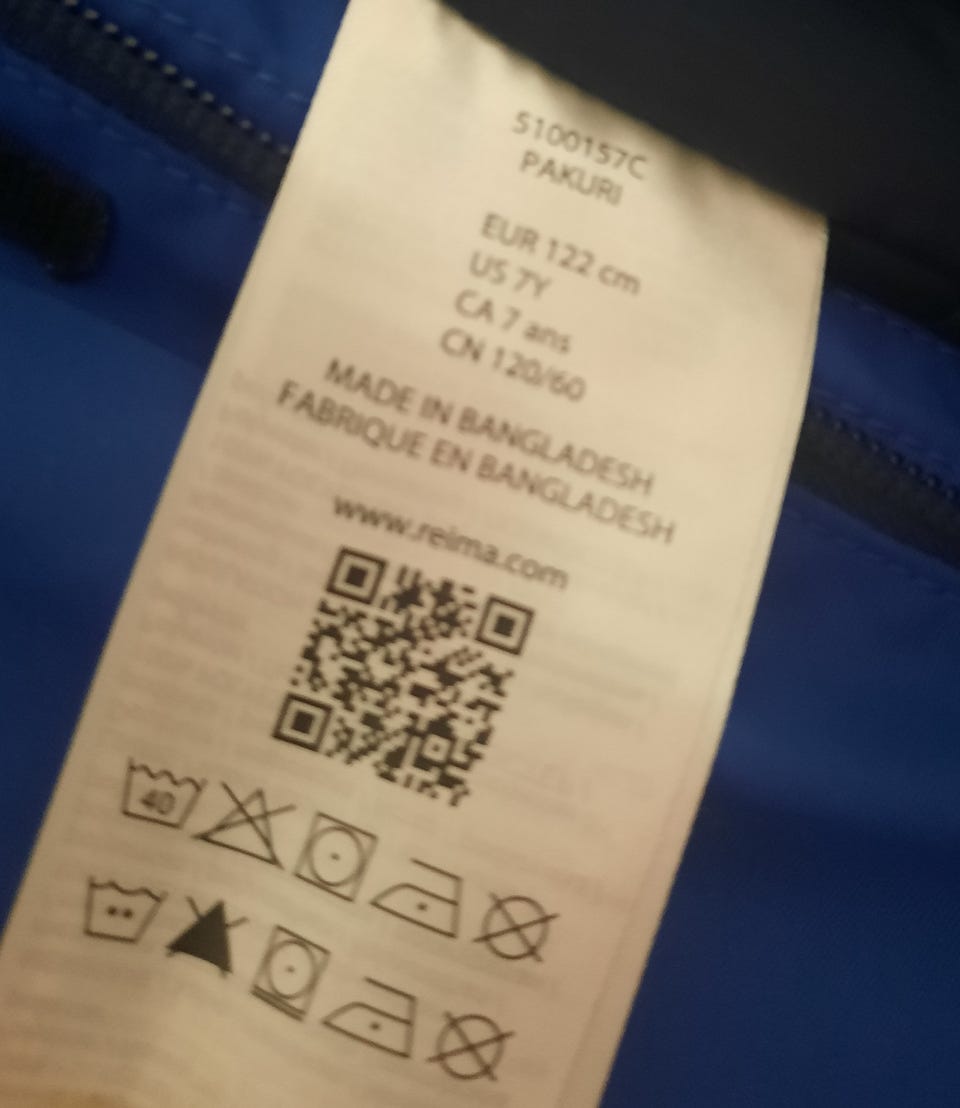 5100157C
PAKURI
EUR 122 cm
US 7Y
CA 7 ans
CN 120/60
MADE IN BANGLADESH
FABRIQUE EN BANGLADESH
www.reima.com
40